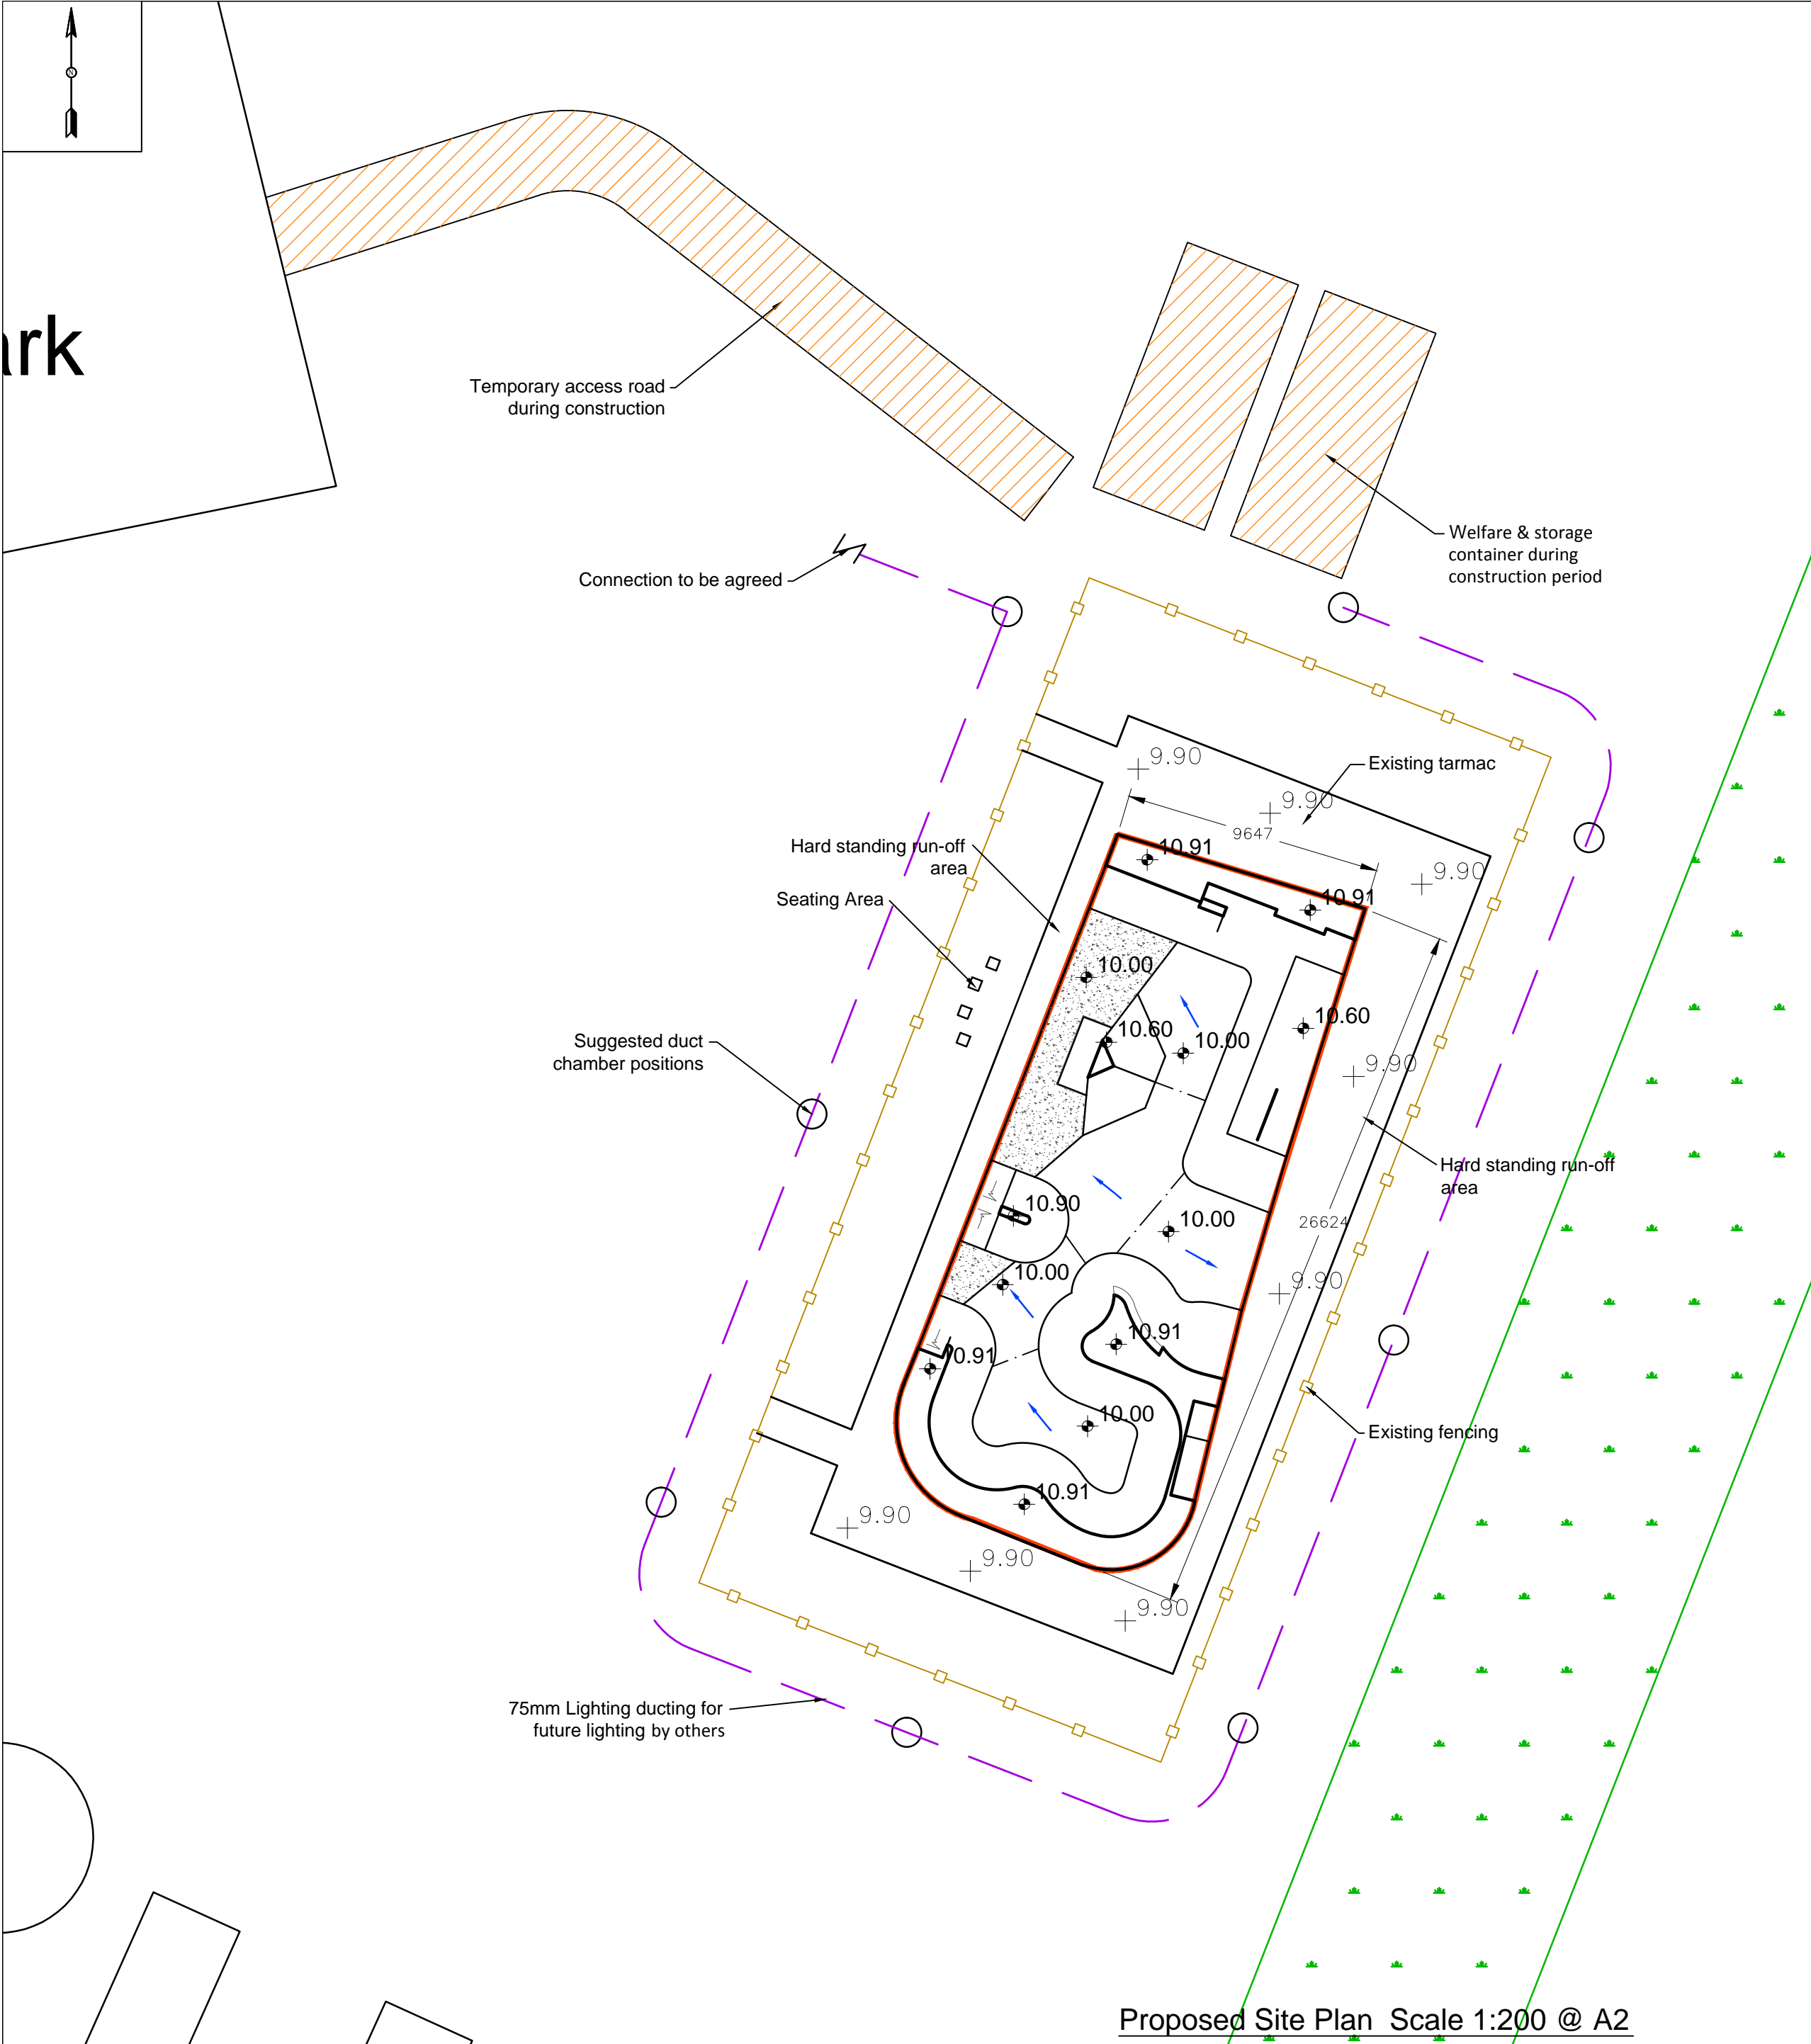 N
ark
Temporary access road
during construction
Welfare & storage
container during
construction period
Connection to be agreed
9.90
Existing tarmac
9.90
9647
Hard standing run-off
area
10.91
9.90
10.91
Seating Area
10.00
10.60
10.60
10.00
Suggested duct
chamber positions
9.90
Hard standing run-off
area
10.90
10.00
26624
10.00
9.90
10.91
0.91
10.00
Existing fencing
10.91
9.90
9.90
9.90
75mm Lighting ducting for
future lighting by others
Proposed Site Plan Scale 1:200 @ A2